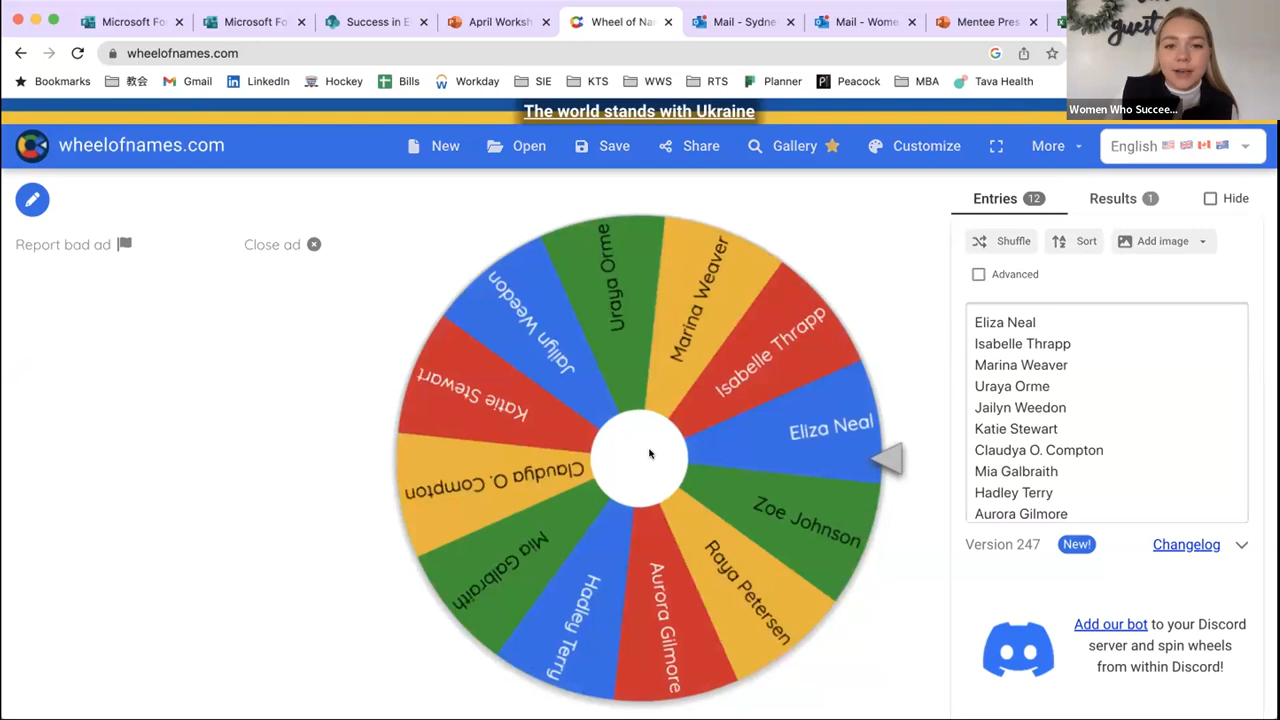 Microsoft Fo
Microsoft Fo
Success in E
April Worksh
Wheel of Na
Mail - Sydne
Mail - Wome
Mentee Pres
wheelofnames.com
guest
Bookmarks
教会
Gmail
LinkedIn
Hockey
Bills
Workday
SIE
KTS
WWS
RTS
Planner
Peacock
MBA
Tava Health
Women Who Succee...
The world stands with Ukraine
wheelofnames.com
New
Open
Save
Share
Gallery
Customize
More
English
Report bad ad
Close ad
Entries 12
Results 1
Hide
Shuffle
Sort
Add image
Advanced
Uraya Orme
Marina Weaver
Isabelle Thrapp
Eliza Neal
Zoe Johnson
Raya Petersen
Aurora Gilmore
Hadley Terry
Mia Galbraith
Claudya O. Compton
Katie Stewart
Jailyn Weedon
Eliza Neal
Isabelle Thrapp
Marina Weaver
Uraya Orme
Jailyn Weedon
Katie Stewart
Claudya O. Compton
Mia Galbraith
Hadley Terry
Aurora Gilmore
Version 247
New!
Changelog
Add our bot to your Discord
server and spin wheels
from within Discord!